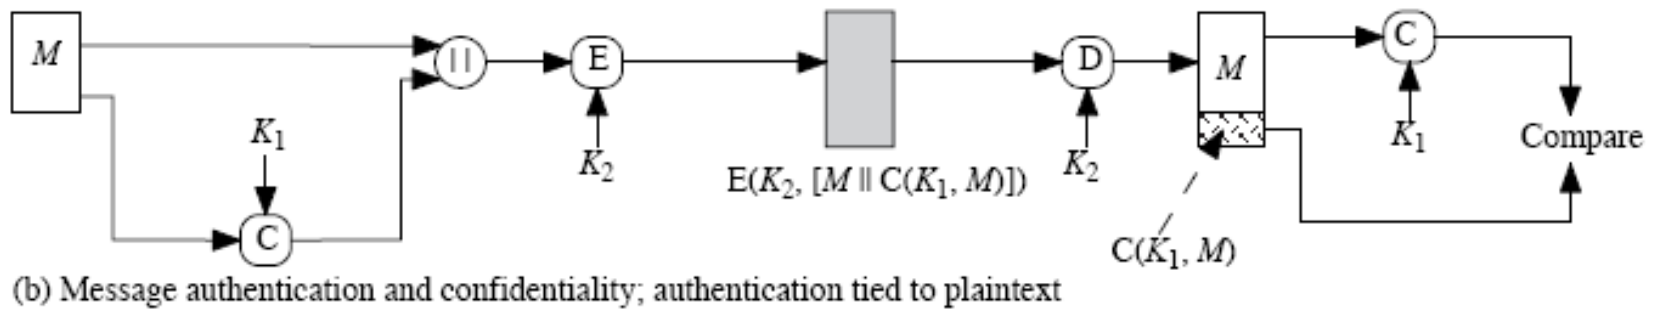 M
||
E
D
M
C
K1
K2
K2
K1
Compare
E(K2, [M || C(K1, M)])
C
C(K1, M)
(b) Message authentication and confidentiality; authentication tied to plaintext